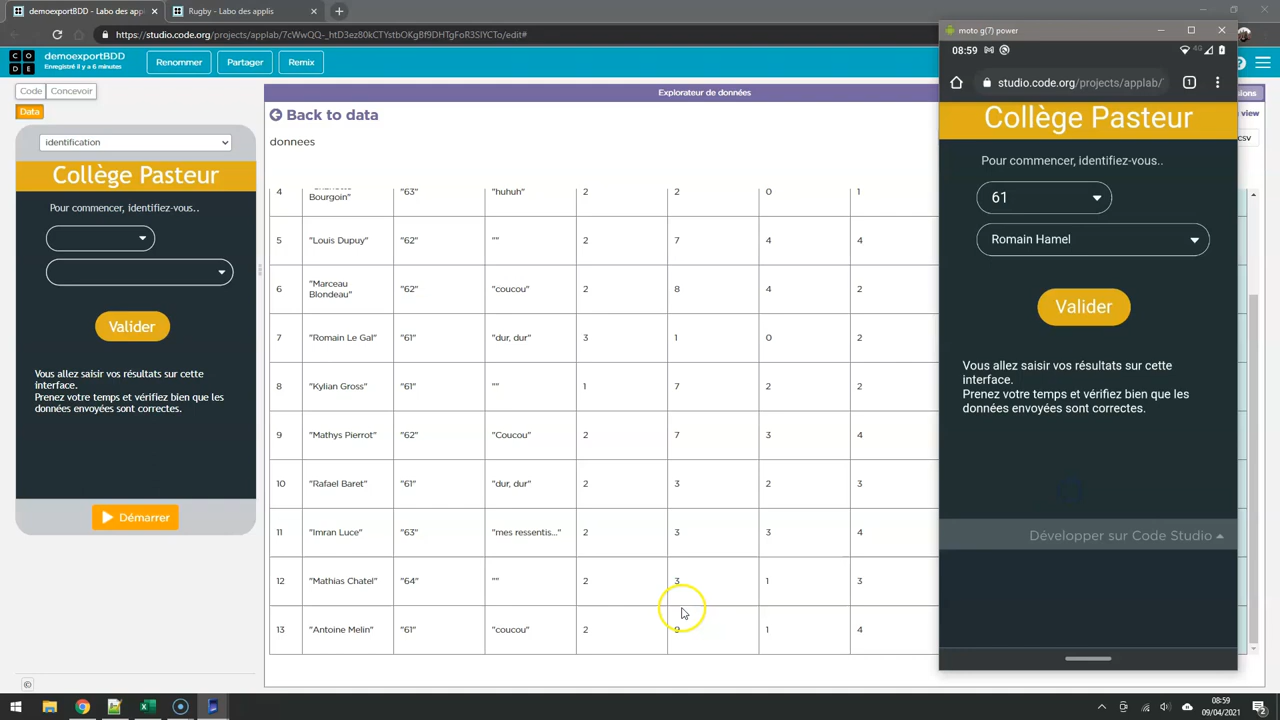 demoexportBDD - Labo des applis
Rugby - Labo des applis
https://studio.code.org/projects/applab/7cWwQQ-_htD3ez80kCTYstbOKgBf9DHTgFoR3SIYCTo/edit#
CO
DE
demoexportBDD
Enregistré il y a 6 minutes
Renommer
Partager
Remix
Code
Concevoir
Data
Explorateur de données
Back to data
donnees
identification
Collège Pasteur
Pour commencer, identifiez-vous..
Valider
Vous allez saisir vos résultats sur cette
interface.
Prenez votre temps et vérifiez bien que les
données envoyées sont correctes.
Démarrer
4 Bourgoin" "63" "huhuh" 2 2 0 1
5 "Louis Dupuy" "62" "" 2 7 4 4
6 "Marceau Blondeau" "62" "coucou" 2 8 4 2
7 "Romain Le Gal" "61" "dur, dur" 3 1 0 2
8 "Kylian Gross" "61" "" 1 7 2 2
9 "Mathys Pierrot" "62" "Coucou" 2 7 3 4
10 "Rafael Baret" "61" "dur, dur" 2 3 2 3
11 "Imran Luce" "63" "mes ressentis..." 2 3 3 4
12 "Mathias Chatel" "64" "" 2 3 1 3
13 "Antoine Melin" "61" "coucou" 2 1 4
moto g(7) power
08:59
4G
studio.code.org/projects/applab/
1
Collège Pasteur
Pour commencer, identifiez-vous..
61
Romain Hamel
Valider
Vous allez saisir vos résultats sur cette
interface.
Prenez votre temps et vérifiez bien que les
données envoyées sont correctes.
Développer sur Code Studio
view
csv
08:59
09/04/2021
2